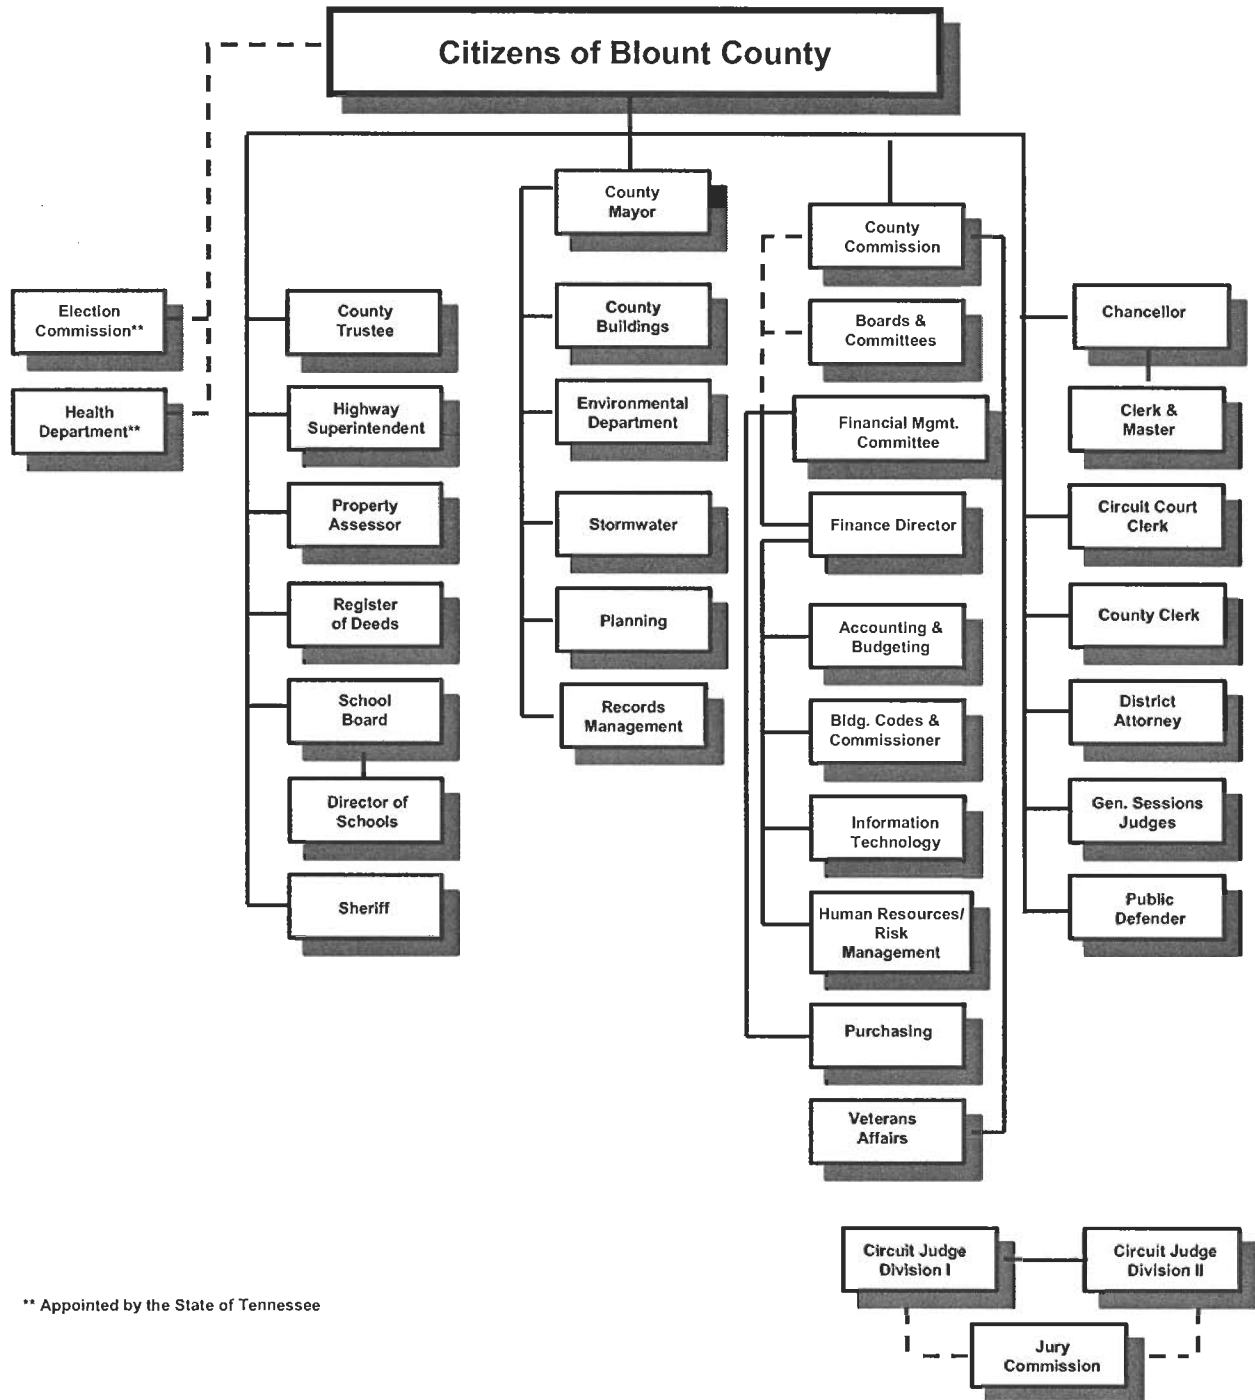 Citizens of Blount County
County
Mayor
County
Commission
Election
Commission**
County
Trustee
County
Buildings
Boards &
Committees
Chancellor
Health
Department**
Highway
Superintendent
Environmental
Department
Financial Mgmt.
Committee
Clerk &
Master
Property
Assessor
Stormwater
Finance Director
Circuit Court
Clerk
Register
of Deeds
Planning
Accounting &
Budgeting
County Clerk
School
Board
Records
Management
Bldg. Codes &
Commissioner
District
Attorney
Director of
Schools
Information
Technology
Gen. Sessions
Judges
Sheriff
Human Resources/
Risk
Management
Public
Defender
Purchasing
Veterans
Affairs
Circuit Judge
Division I
Circuit Judge
Division II
** Appointed by the State of Tennessee
Jury
Commission